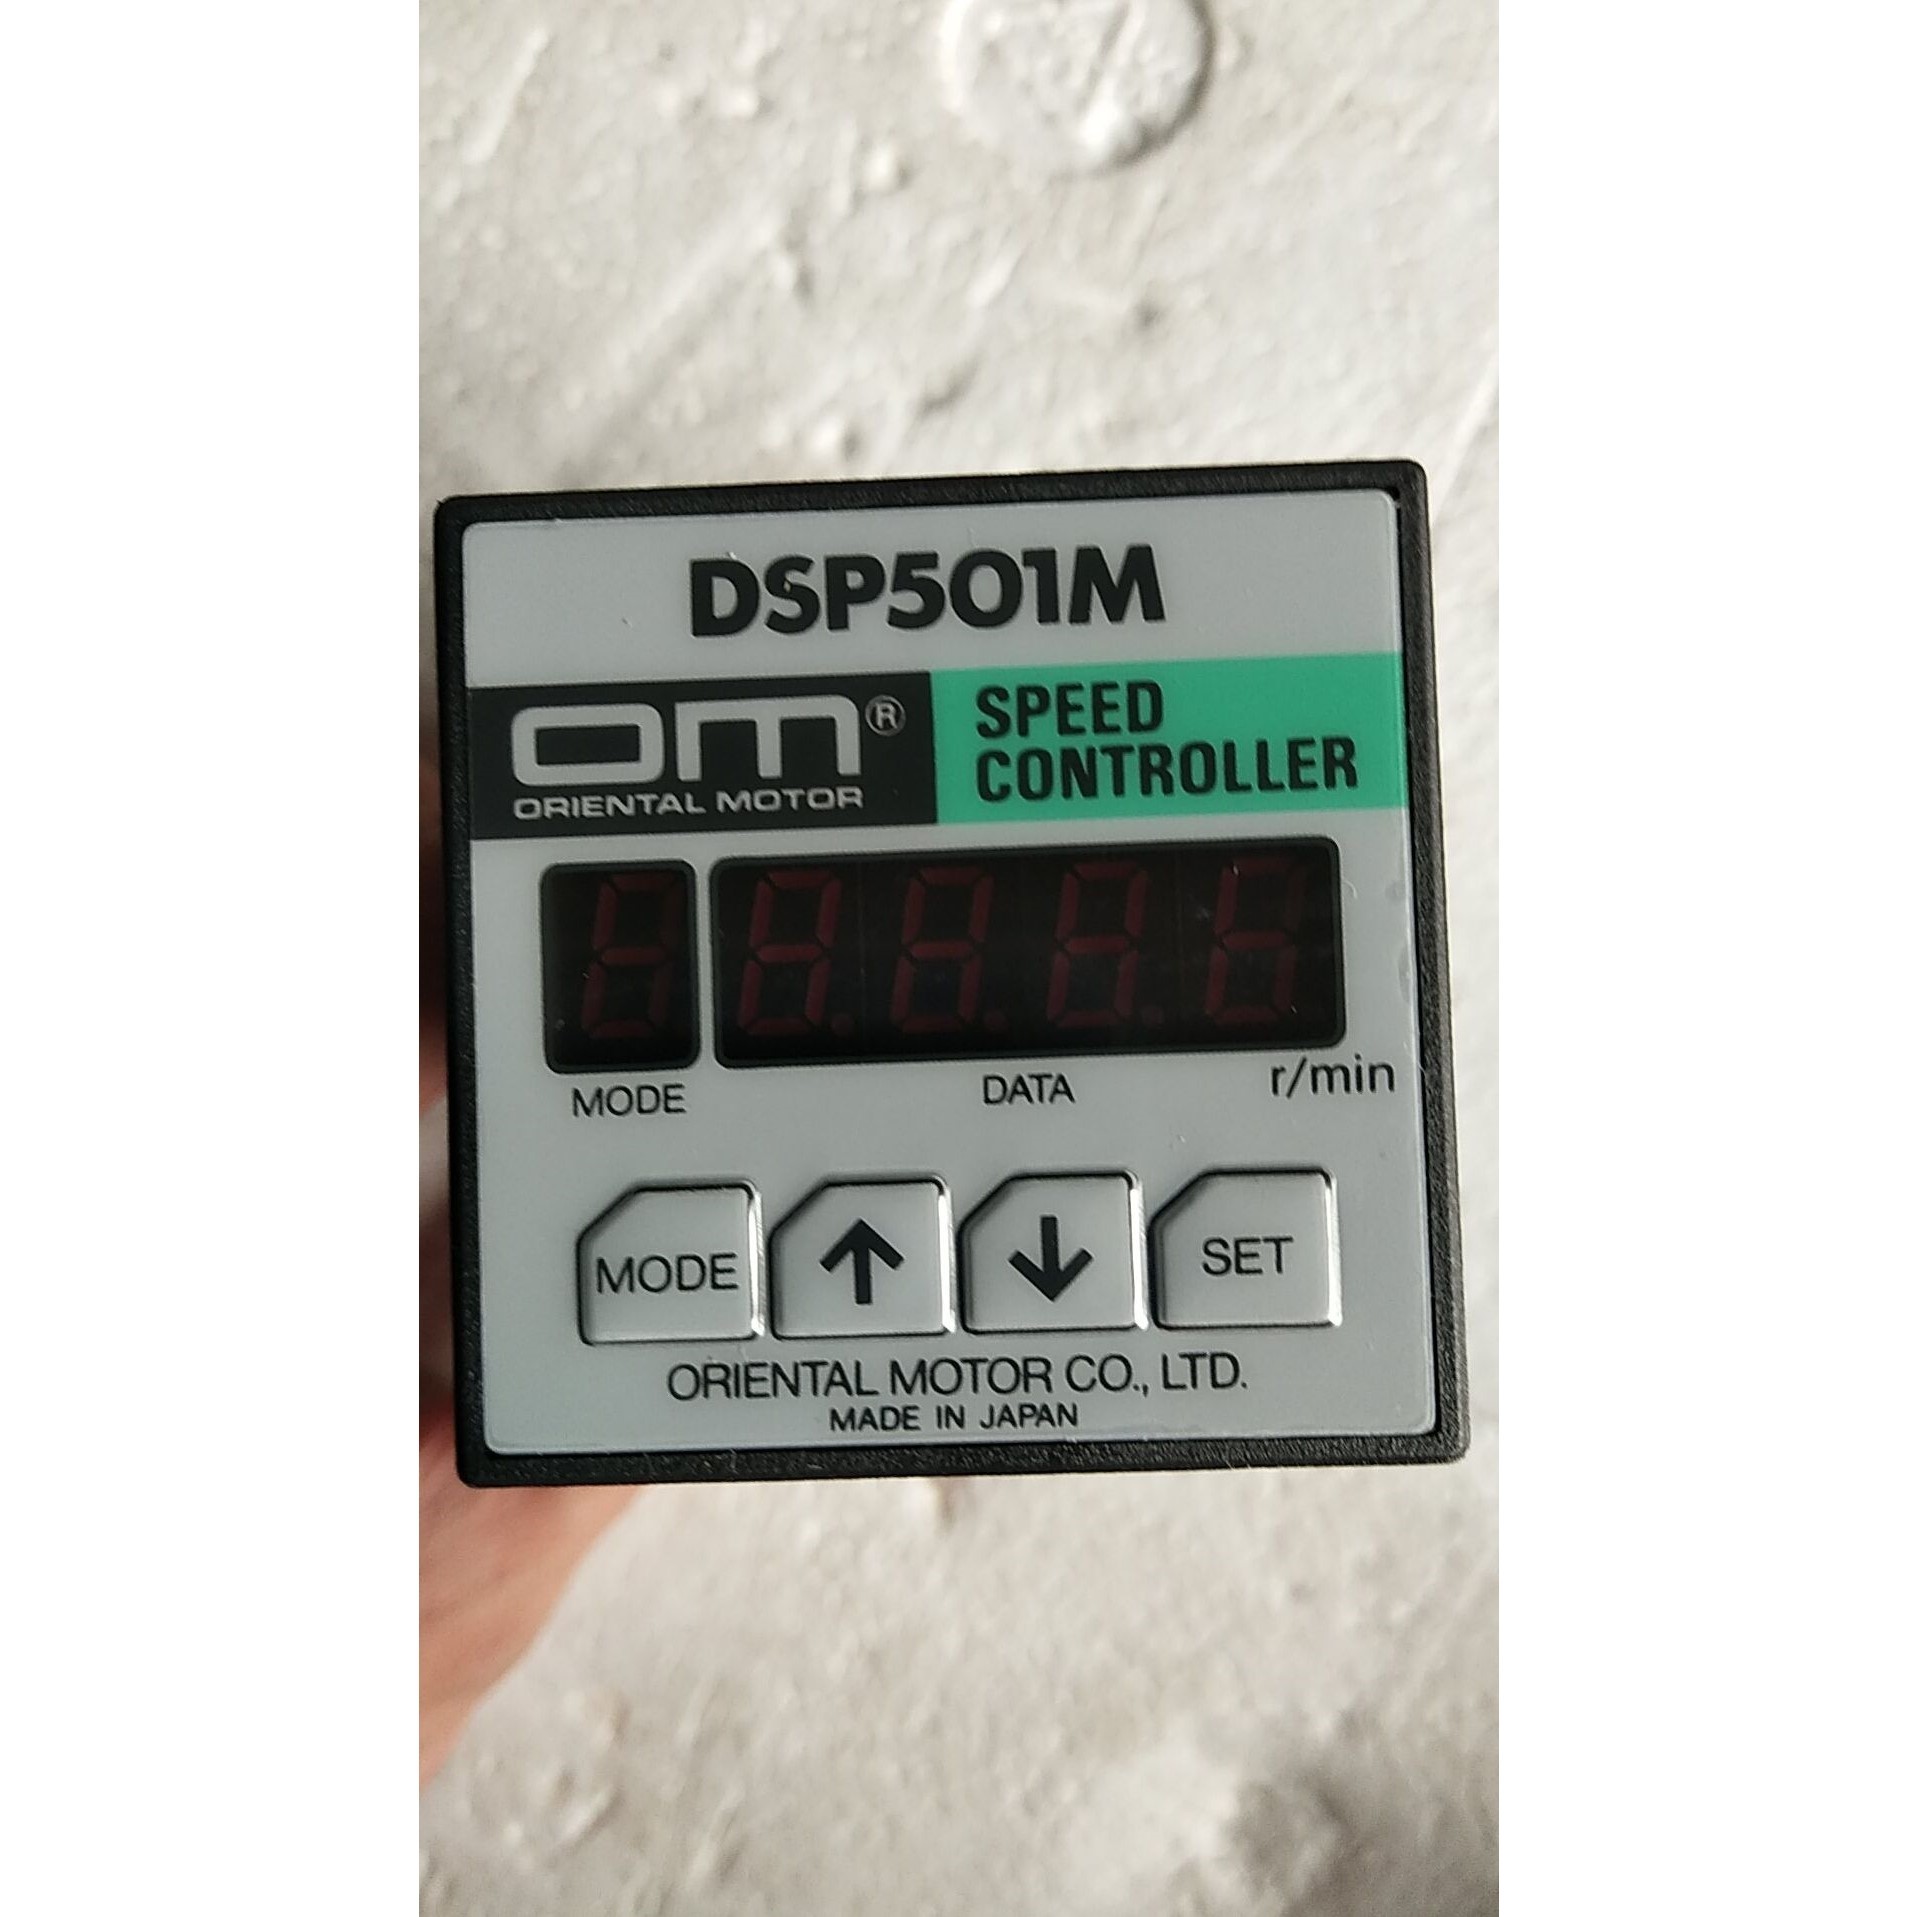 DSP501M
om®
ORIENTAL MOTOR
SPEED
CONTROLLER
MODE
DATA
r/min
MODE
↑
↓
SET
ORIENTAL MOTOR CO., LTD.
MADE IN JAPAN